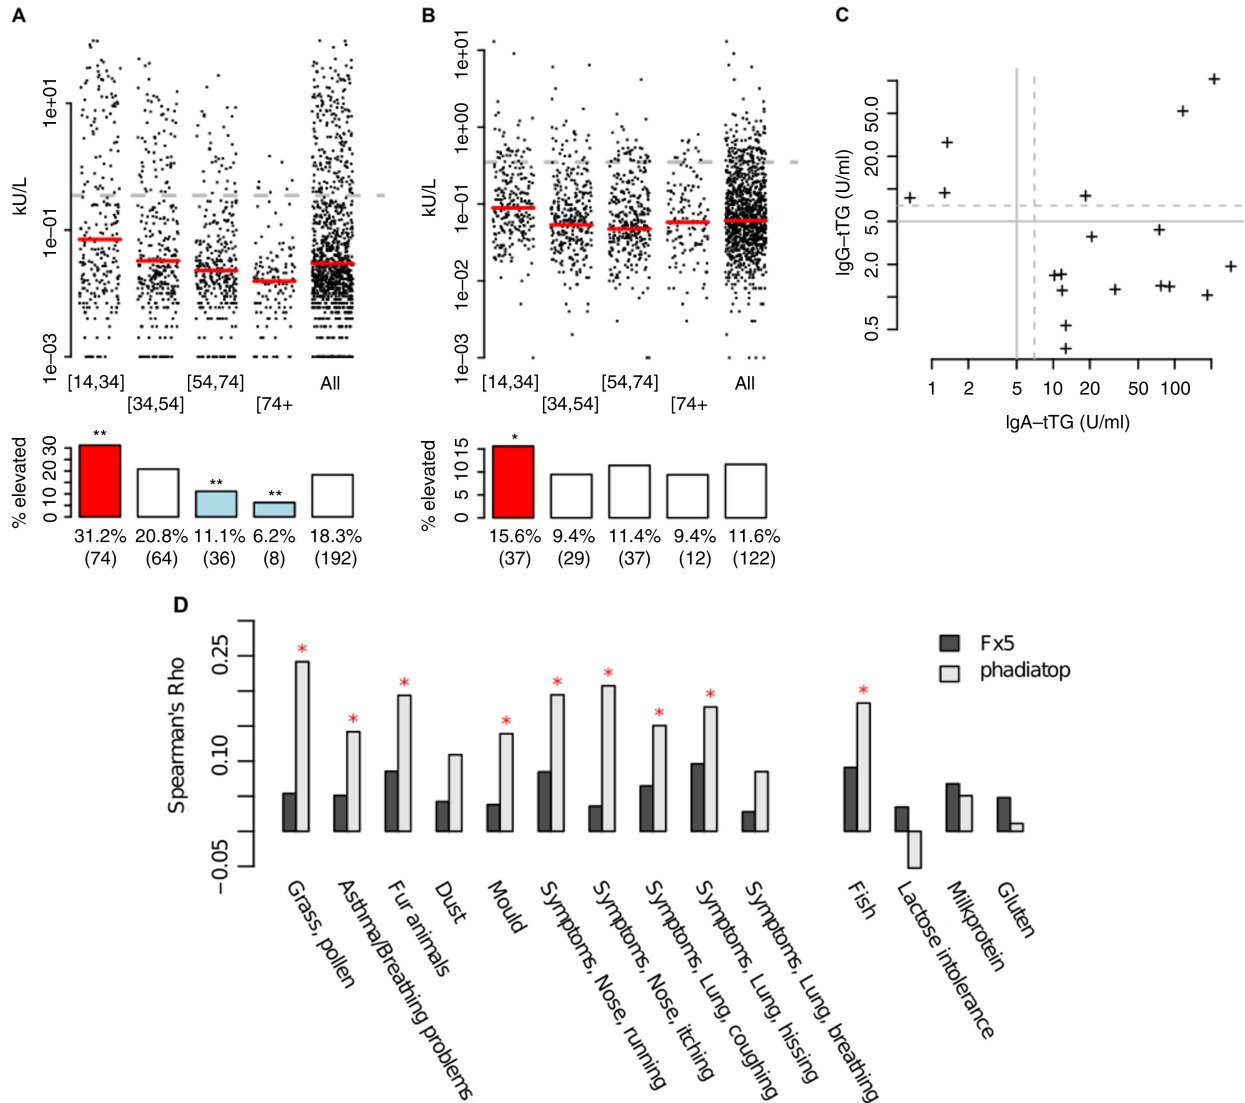 A
kU/L
1e+01
1e−01
1e−03
[14,34]
[34,54]
[54,74]
[74+
All
% elevated
0 10 20 30
** ** **
31.2% 20.8% 11.1% 6.2% 18.3%
(74) (64) (36) (8) (192)
B
kU/L
1e+01
1e+00
1e−01
1e−02
1e−03
[14,34]
[34,54]
[54,74]
[74+
All
% elevated
0 5 10 15
*
15.6% 9.4% 11.4% 9.4% 11.6%
(37) (29) (37) (12) (122)
C
IgG−tTG (U/ml)
50.0
20.0
5.0
2.0
0.5
1 2 5 10 20 50 100
IgA−tTG (U/ml)
D
Spearman's Rho
0.25
0.10
−0.05
* * * * * * * * *
Fx5
phadiatop
Grass, pollen
Asthma/Breathing problems
Fur animals
Dust
Mould
Symptoms, Nose, running
Symptoms, Nose, itching
Symptoms, Lung, coughing
Symptoms, Lung, hissing
Symptoms, Lung, breathing
Fish
Lactose intolerance
Milkprotein
Gluten